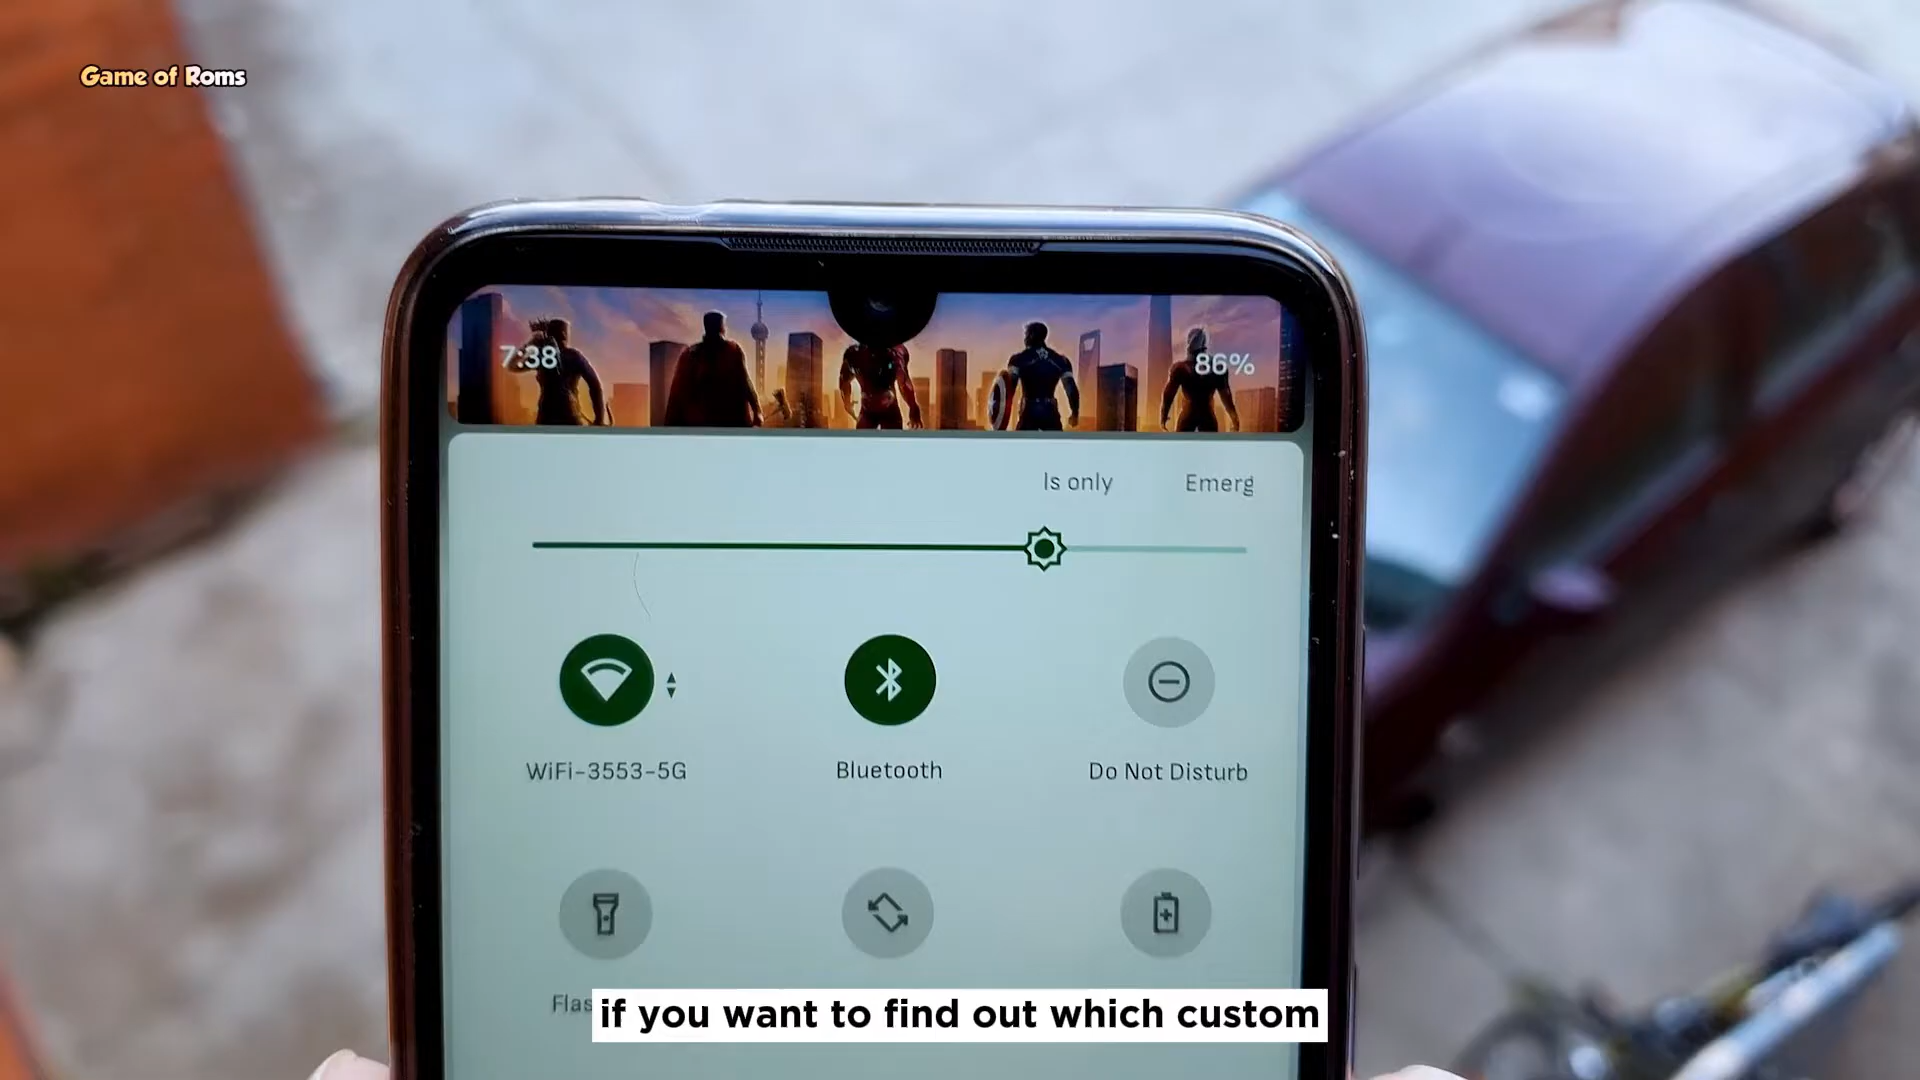 Game of Roms
7:38
86%
ls only
Emerg
WiFi-3553-5G
Bluetooth
Do Not Disturb
Flas
if you want to find out which custom